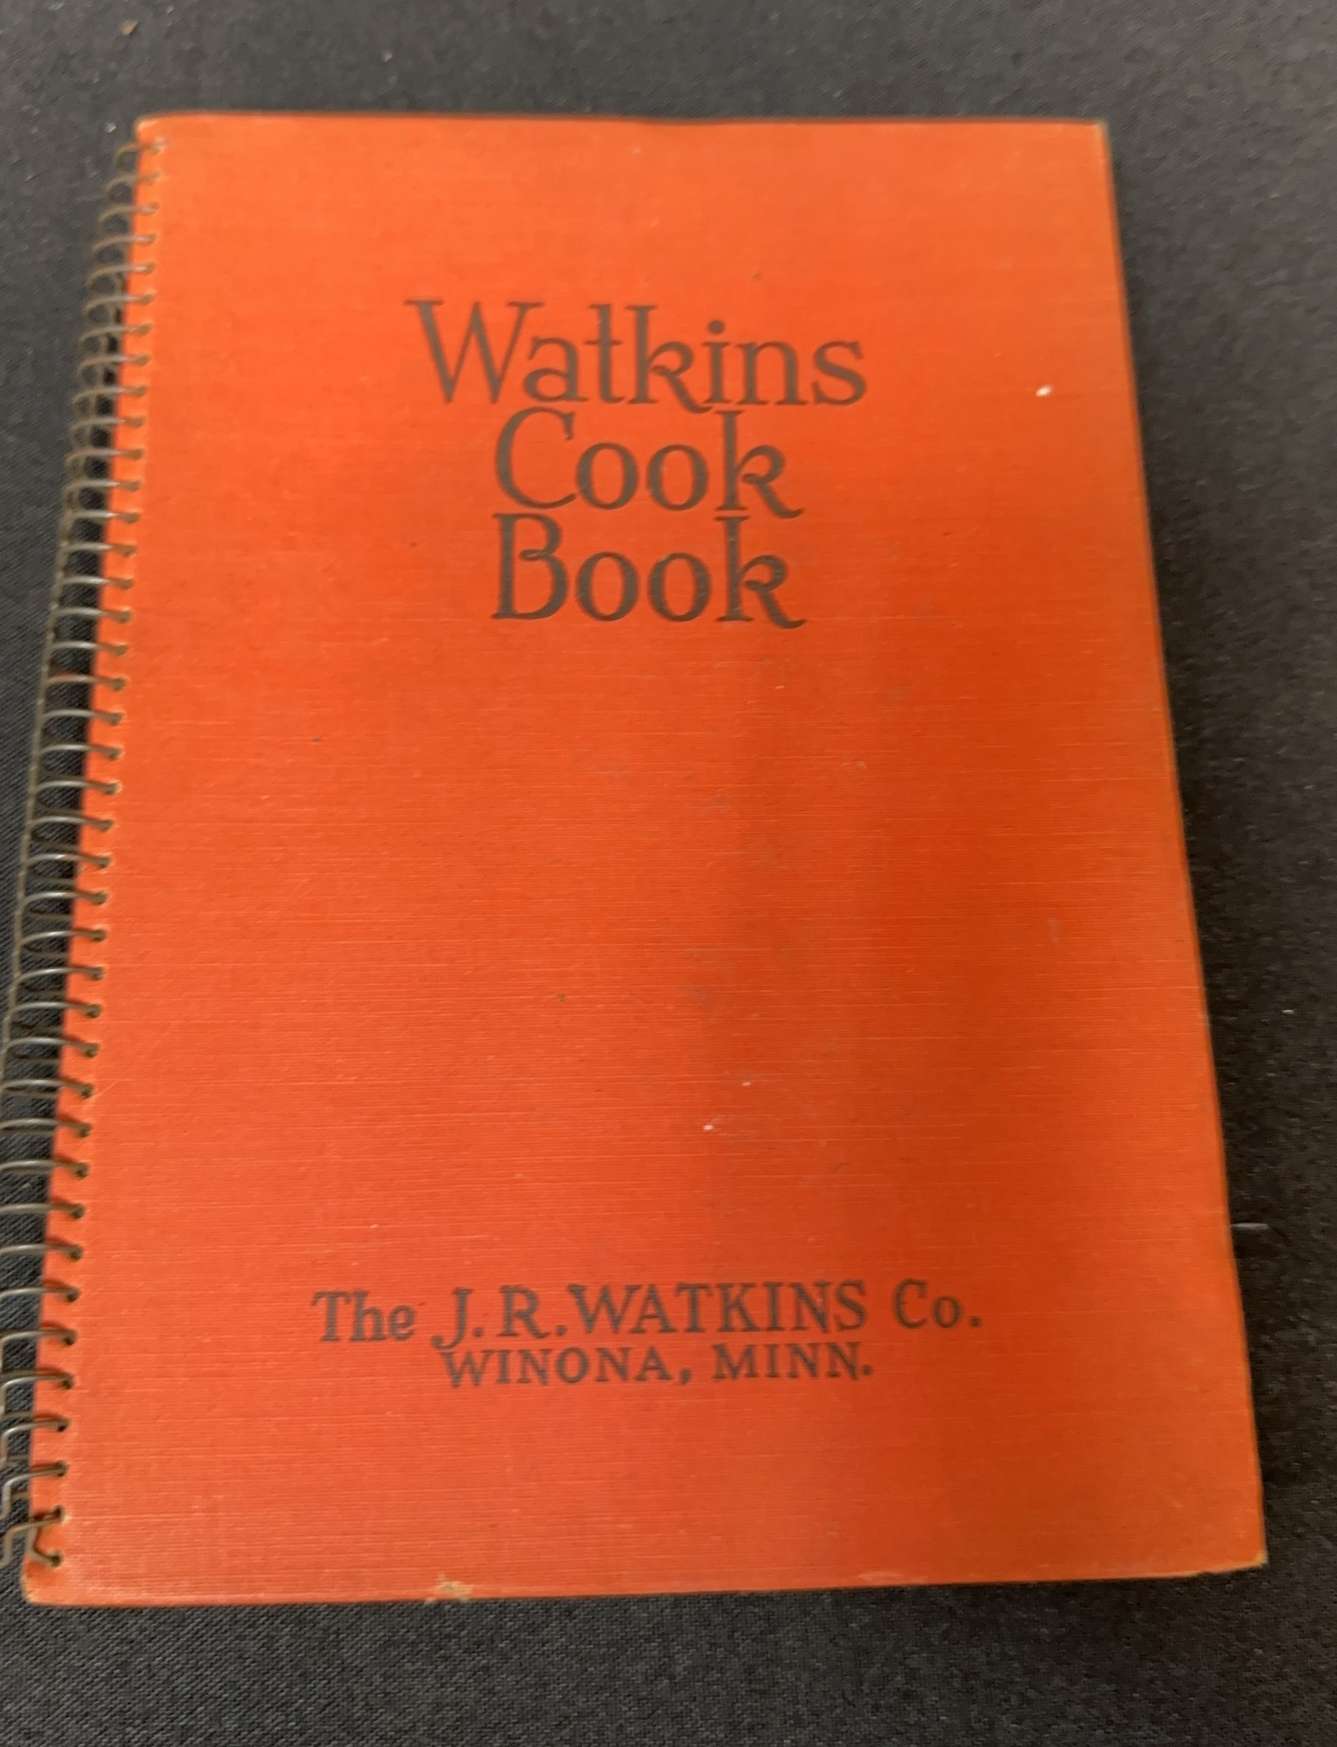 Watkins
Cook
Book
The J.R.WATKINS Co.
WINONA, MINN.